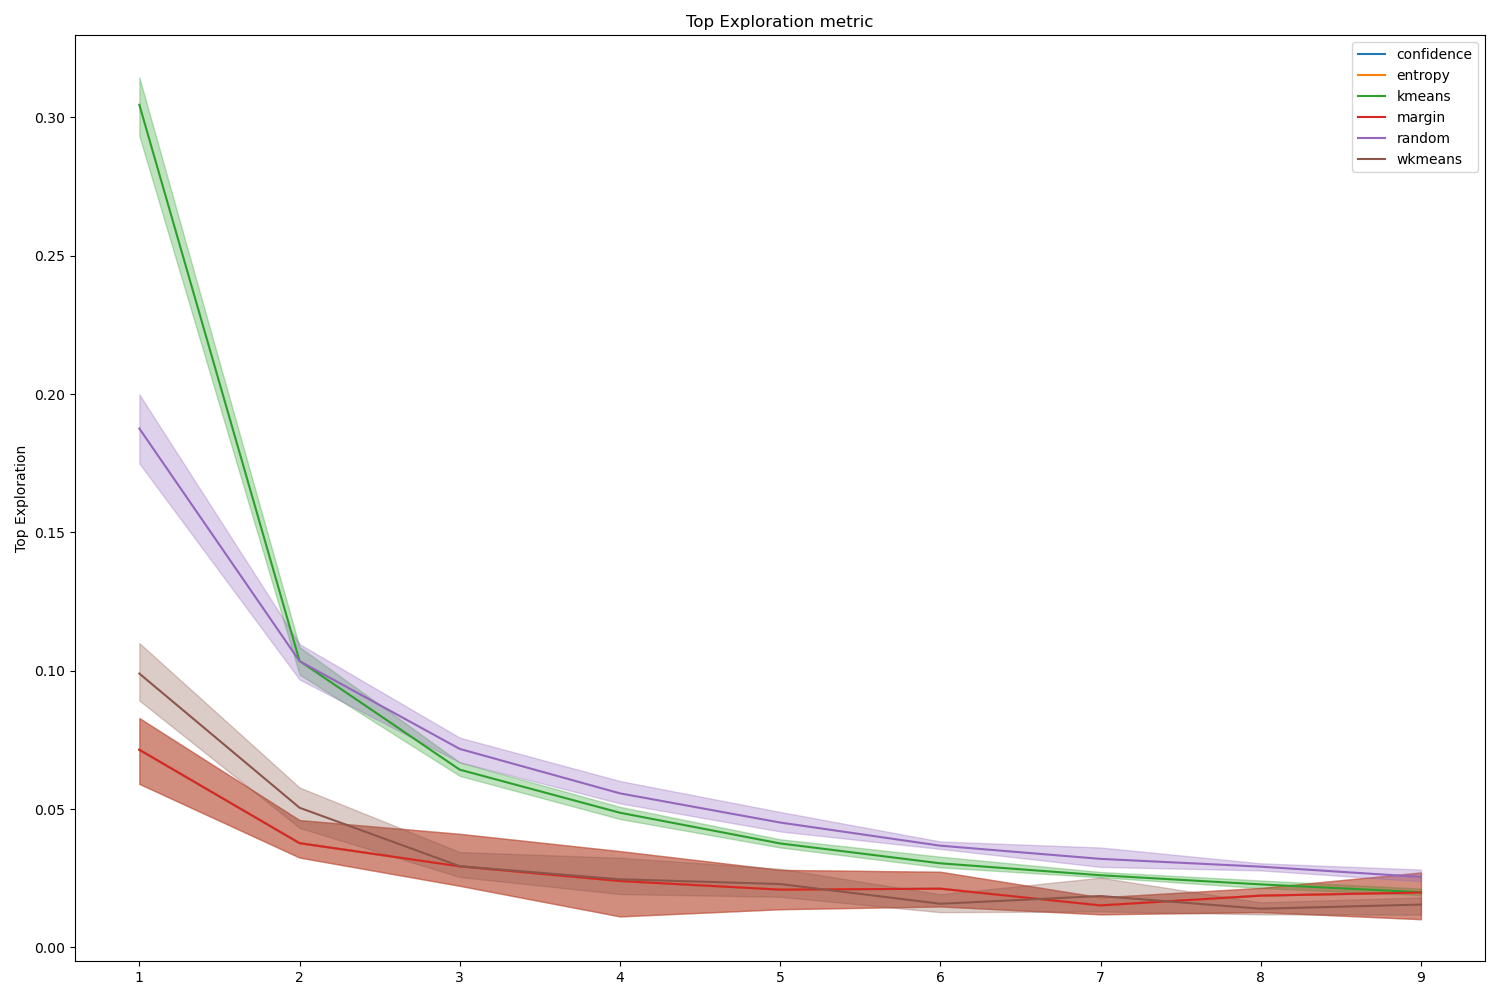 Top Exploration metric
confidence
entropy
kmeans
margin
random
wkmeans
0.30
0.25
0.20
0.15
0.10
0.05
0.00
Top Exploration
1 2 3 4 5 6 7 8 9